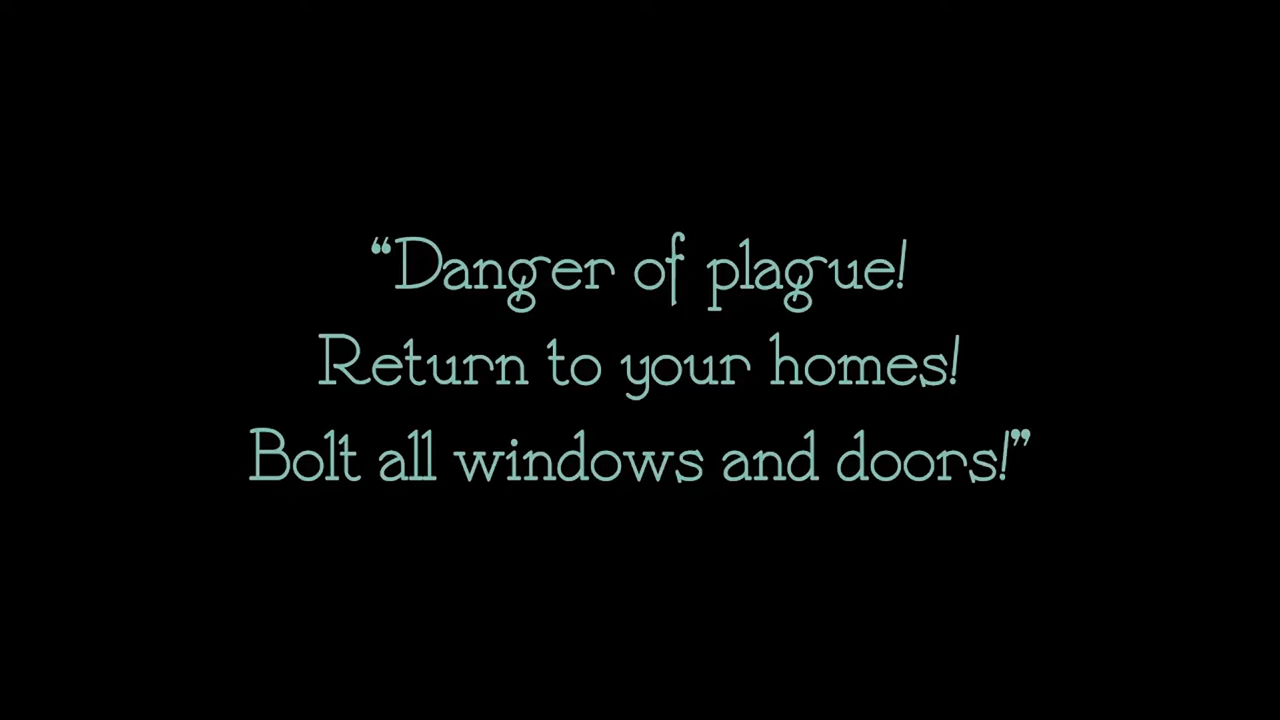 “Danger of plague!
Return to your homes!
Bolt all windows and doors!”